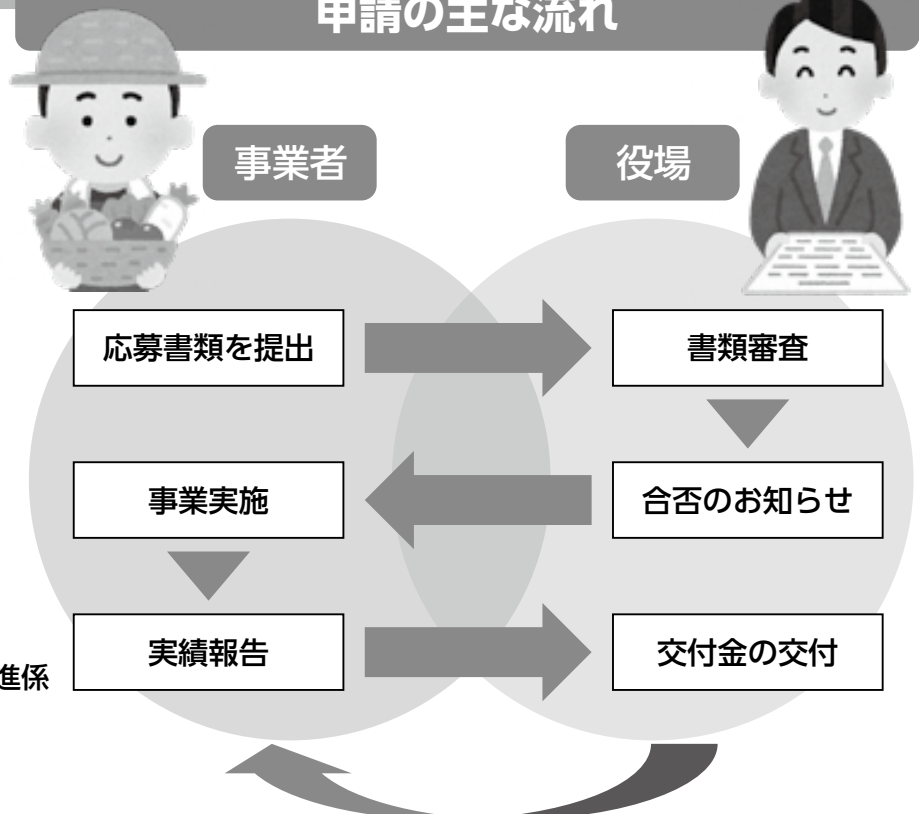 申請の主な流れ
事業者
役場
応募書類を提出
書類審査
事業実施
合否のお知らせ
実績報告
交付金の交付
進係